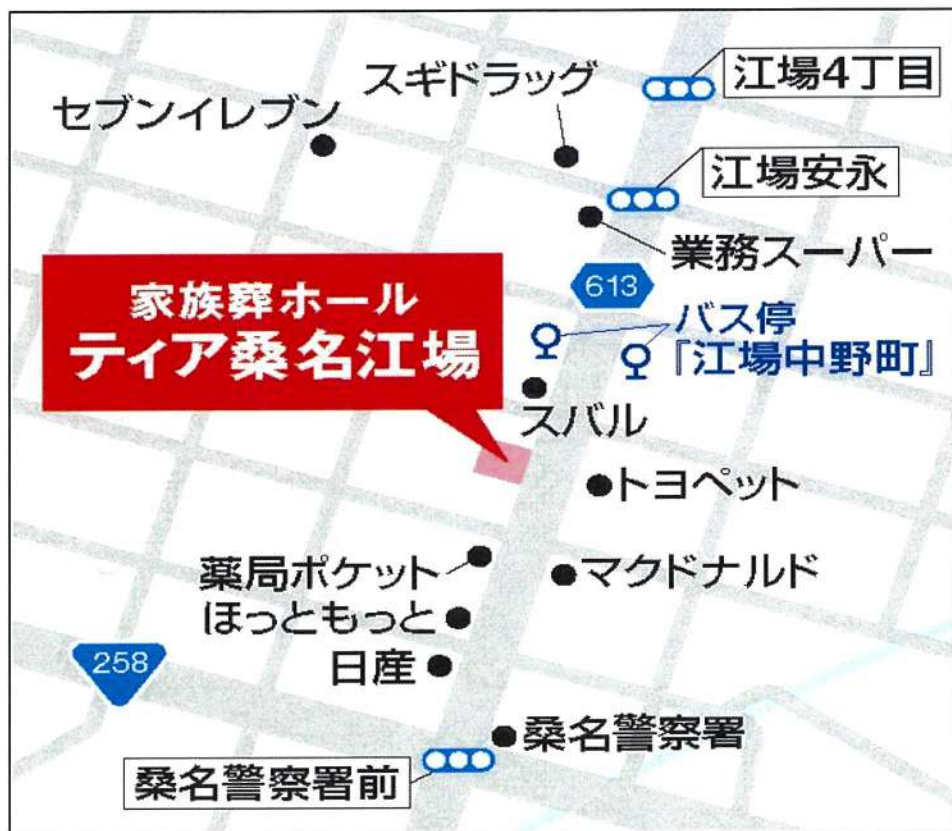 江場4丁目
スギドラッグ
セブンイレブン
江場安永
業務スーパー
613
家族葬ホール
ティア桑名江場
バス停
『江場中野町』
スバル
トヨペット
薬局ポケット
マクドナルド
ほっともっと
258
日産
桑名警察署
桑名警察署前